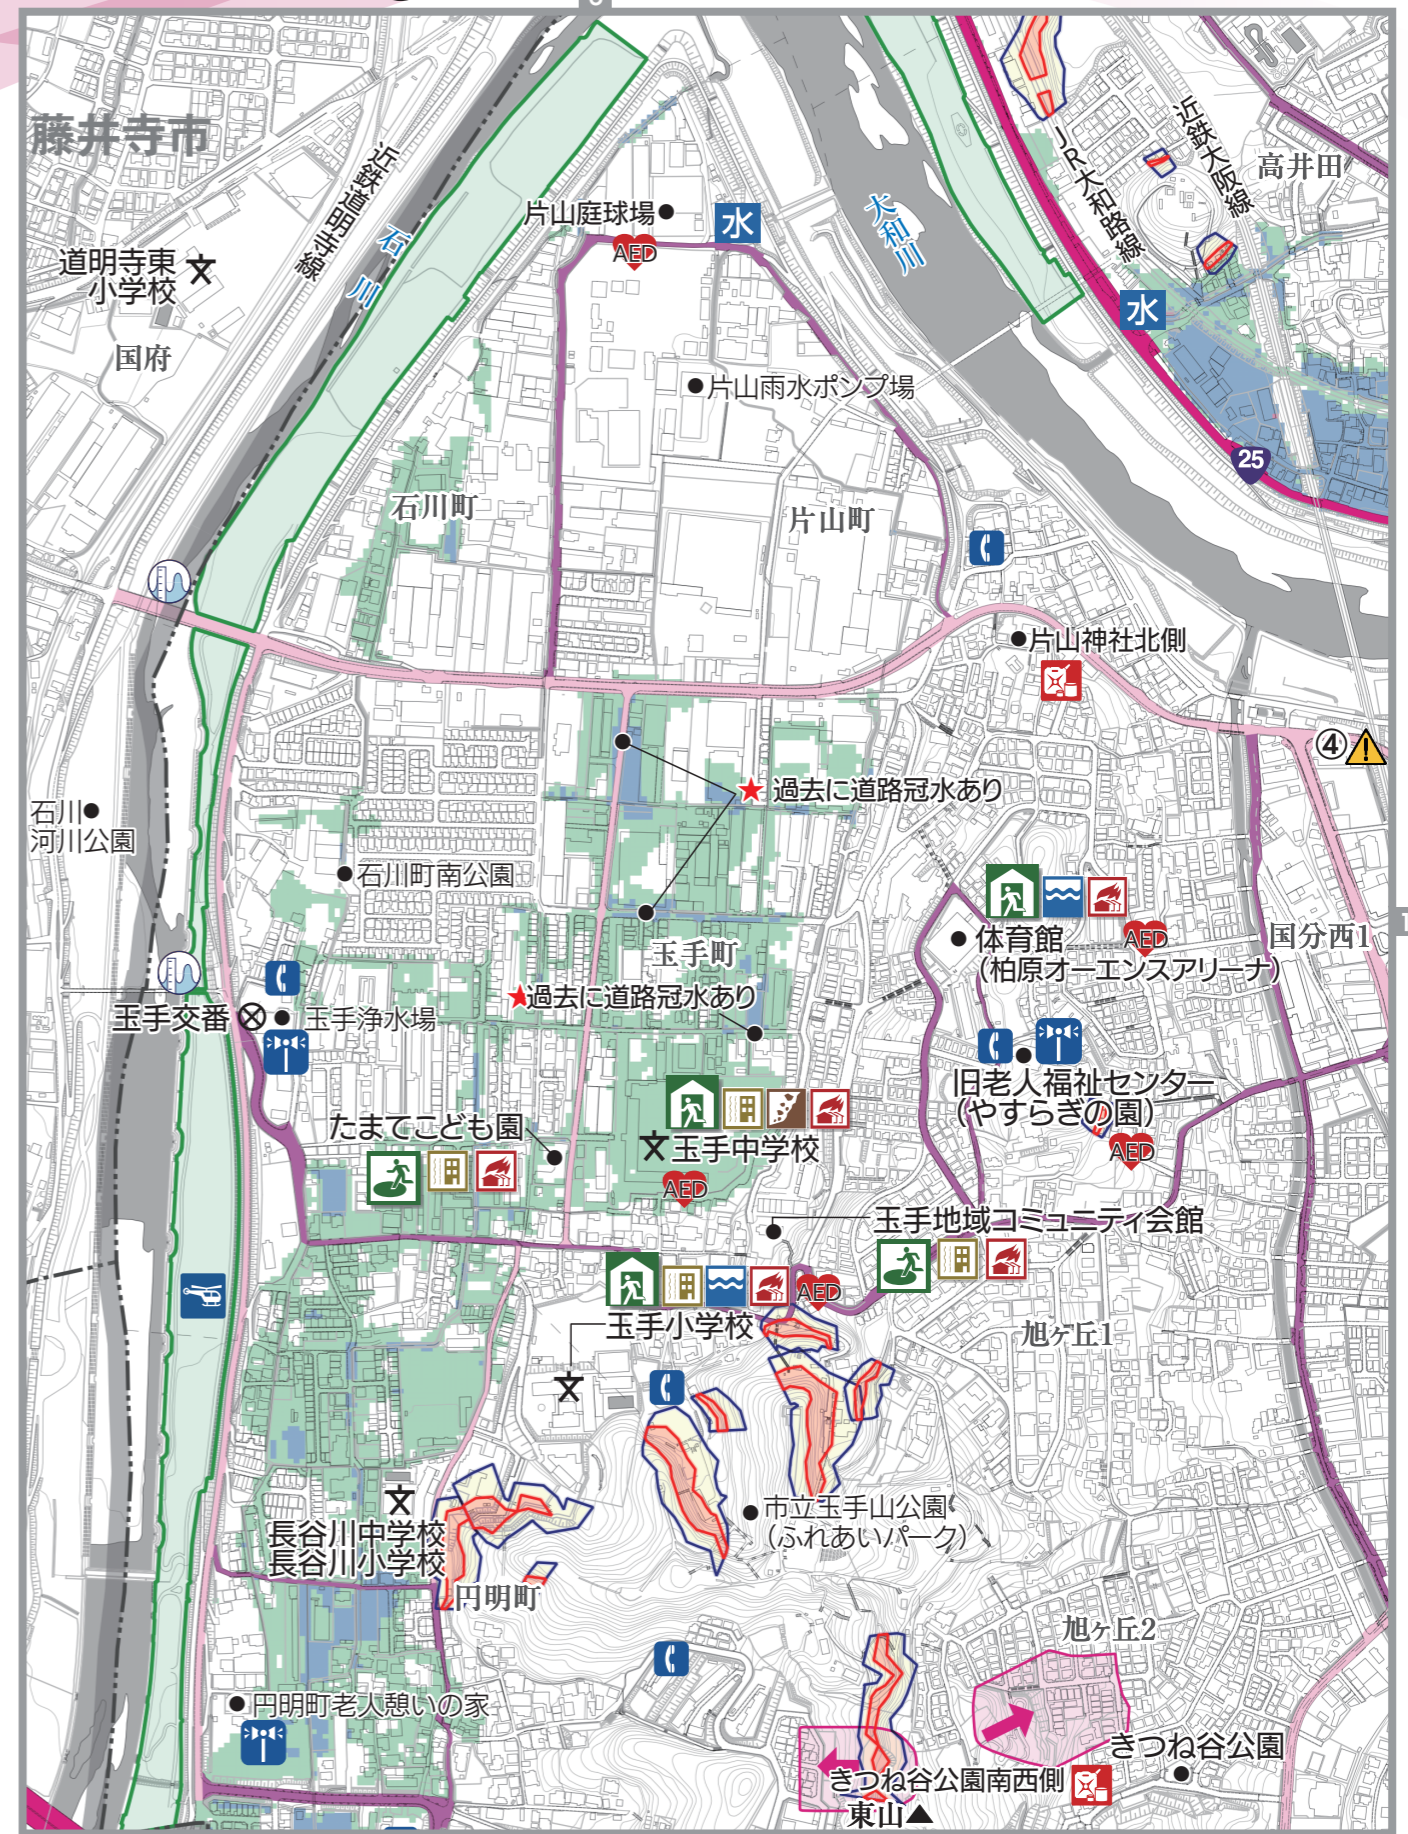 藤井寺市
近鉄道明寺線
石川
道明寺東
小学校
国府
片山庭球場
AED
水
大和川
JR大和路線
近鉄大阪線
高井田
水
片山雨水ポンプ場
25
石川町
片山町
片山神社北側
④
過去に道路冠水あり
石川
河川公園
石川町南公園
玉手町
体育館
(柏原オーエンスアリーナ)
AED
国分西1
過去に道路冠水あり
玉手交番
玉手浄水場
旧老人福祉センター
(やすらぎの園)
AED
たまてこども園
玉手中学校
AED
玉手地域コミュニティ会館
AED
玉手小学校
旭ヶ丘1
市立玉手山公園
(ふれあいパーク)
長谷川中学校
長谷川小学校
円明町
旭ヶ丘2
円明町老人憩いの家
きつね谷公園
きつね谷公園南西側
東山▲